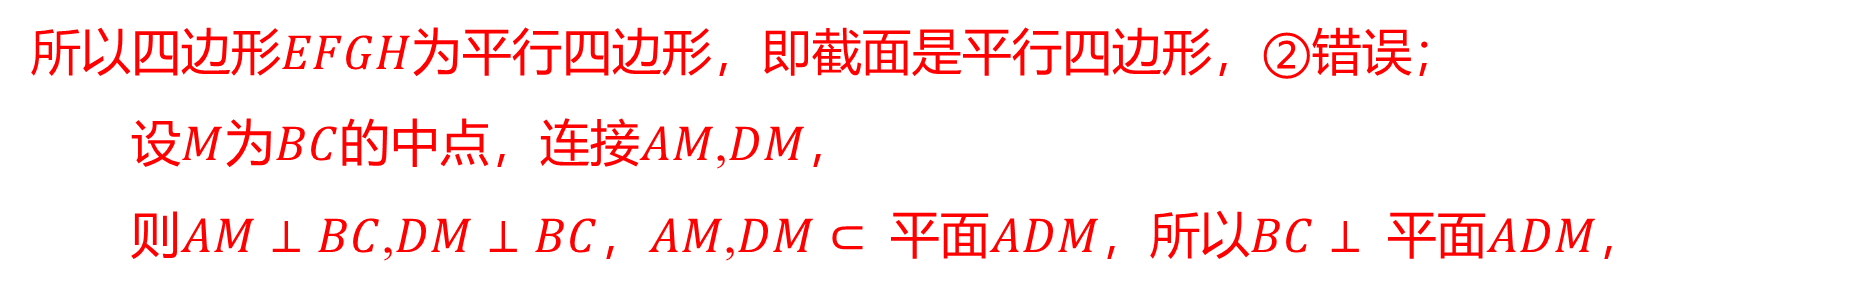 所以四边形EFGH为平行四边形，即截面是平行四边形，②错误；
设M为BC的中点，连接AM,DM，
则AM ⊥ BC,DM ⊥ BC，AM,DM ⊂ 平面ADM，所以BC ⊥ 平面ADM，